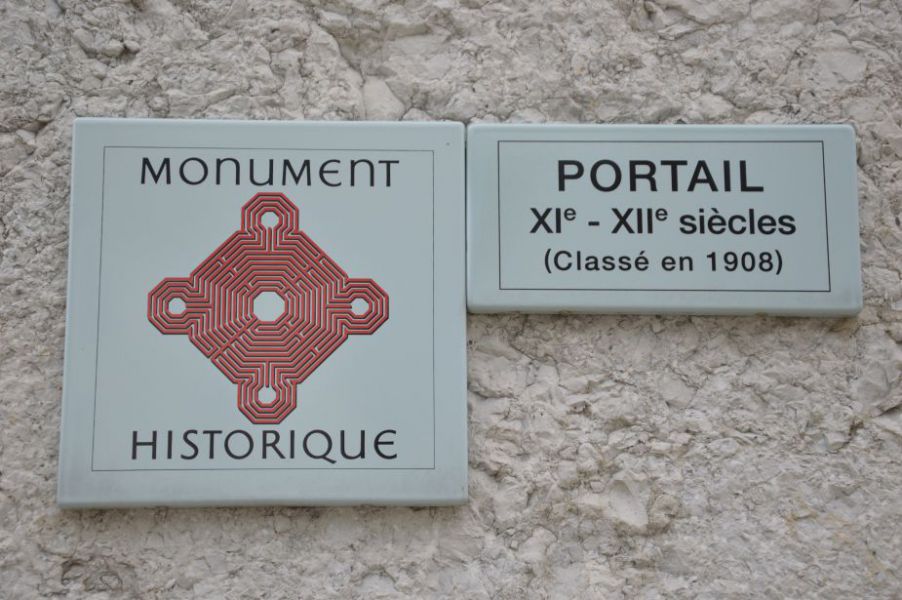 MONUMENT
HISTORIQUE
PORTAIL
XIe - XIIe siècles
(Classé en 1908)